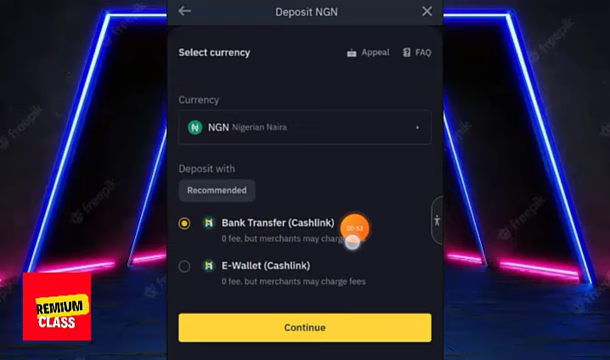 Deposit NGN
Select currency
Appeal
FAQ
Currency
NGN Nigerian Naira
Deposit with
Recommended
Bank Transfer (Cashlink)
0 fee, but merchants may charge
E-Wallet (Cashlink)
0 fee, but merchants may charge fees
Continue
REMIUM
CLASS
freepik